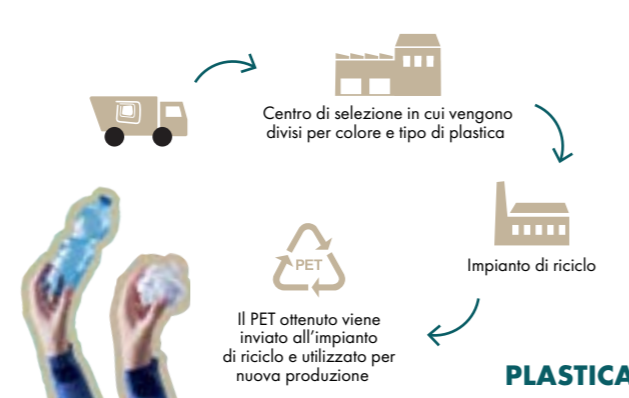 Centro di selezione in cui vengono
divisi per colore e tipo di plastica
Impianto di riciclo
PET
Il PET ottenuto viene
inviato all'impianto
di riciclo e utilizzato per
nuova produzione
PLASTICA